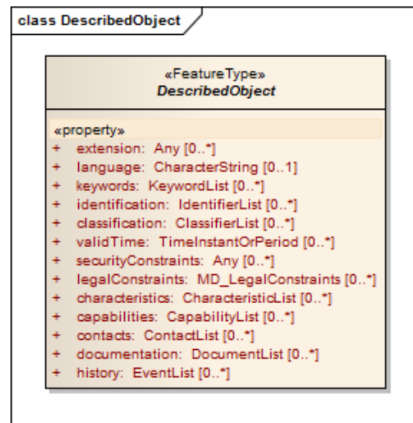 class DescribedObject
«FeatureType»
DescribedObject
«property»
+ extension: Any [0..*]
+ language: CharacterString [0..1]
+ keywords: KeywordList [0..*]
+ identification: IdentifierList [0..*]
+ classification: ClassifierList [0..*]
+ validTime: TimeInstantOrPeriod [0..*]
+ securityConstraints: Any [0..*]
+ legalConstraints: MD_LegalConstraints [0..*]
+ characteristics: CharacteristicList [0..*]
+ capabilities: CapabilityList [0..*]
+ contacts: ContactList [0..*]
+ documentation: DocumentList [0..*]
+ history: EventList [0..*]